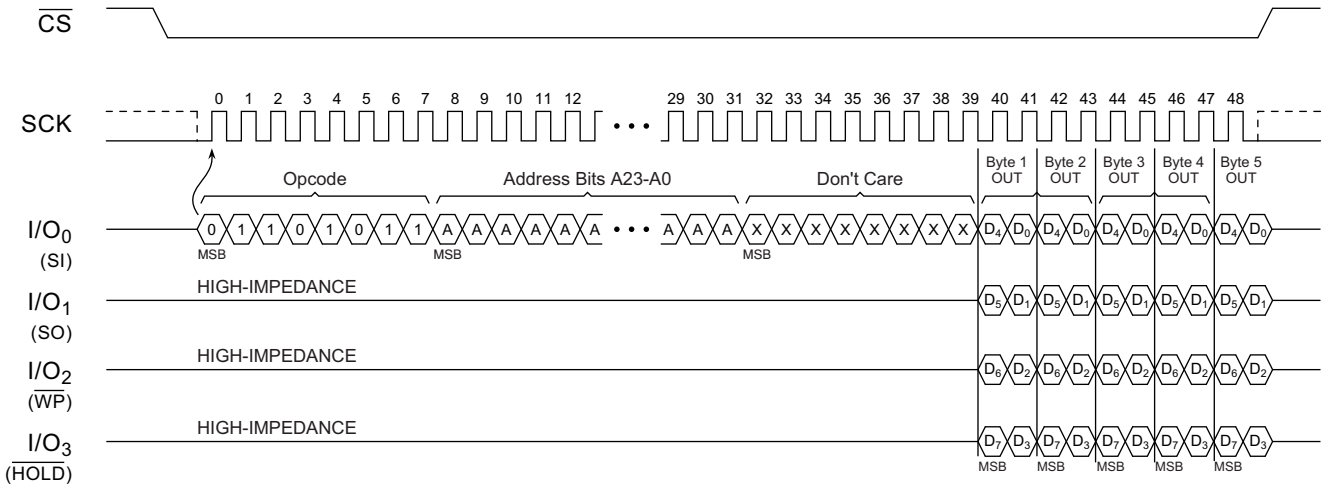 CS
SCK
0 1 2 3 4 5 6 7 8 9 10 11 12 29 30 31 32 33 34 35 36 37 38 39 40 41 42 43 44 45 46 47 48
Opcode
Address Bits A23-A0
Don't Care
Byte 1 OUT
Byte 2 OUT
Byte 3 OUT
Byte 4 OUT
Byte 5 OUT
I/O0 (SI)
0 1 1 0 1 0 1 1 A A A A A A • • • A A A X X X X X X X X D4 D0 D4 D0 D4 D0 D4 D0 D4 D0
MSB MSB MSB
HIGH-IMPEDANCE
I/O1 (SO)
D5 D1 D5 D1 D5 D1 D5 D1 D5 D1
HIGH-IMPEDANCE
I/O2 (WP)
D6 D2 D6 D2 D6 D2 D6 D2 D6 D2
HIGH-IMPEDANCE
I/O3 (HOLD)
D7 D3 D7 D3 D7 D3 D7 D3 D7 D3
MSB MSB MSB MSB MSB